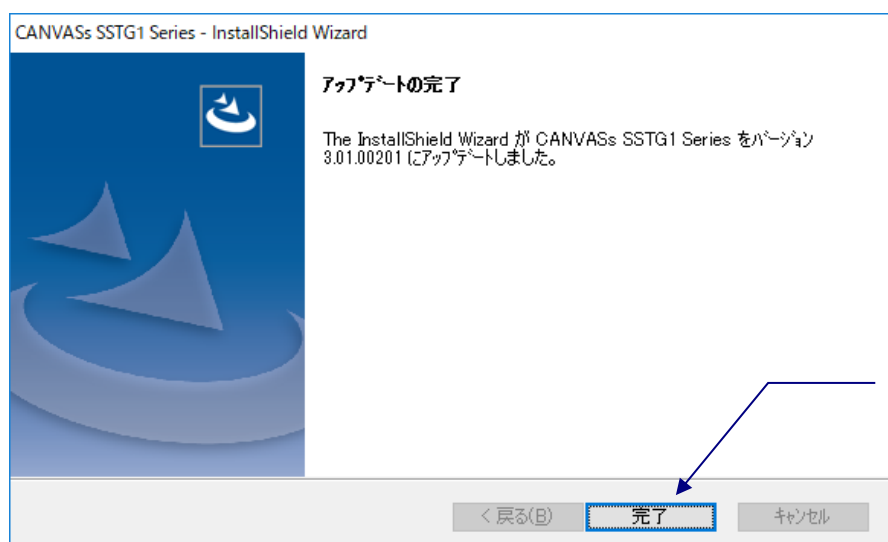 CANVASs SSTG1 Series - InstallShield Wizard
ｱｯﾌﾟﾃﾞｰﾄの完了
The InstallShield Wizard が CANVASs SSTG1 Series をﾊﾞｰｼﾞｮﾝ
3.01.00201 にｱｯﾌﾟﾃﾞｰﾄしました。
< 戻る(B)
完了
ｷｬﾝｾﾙ